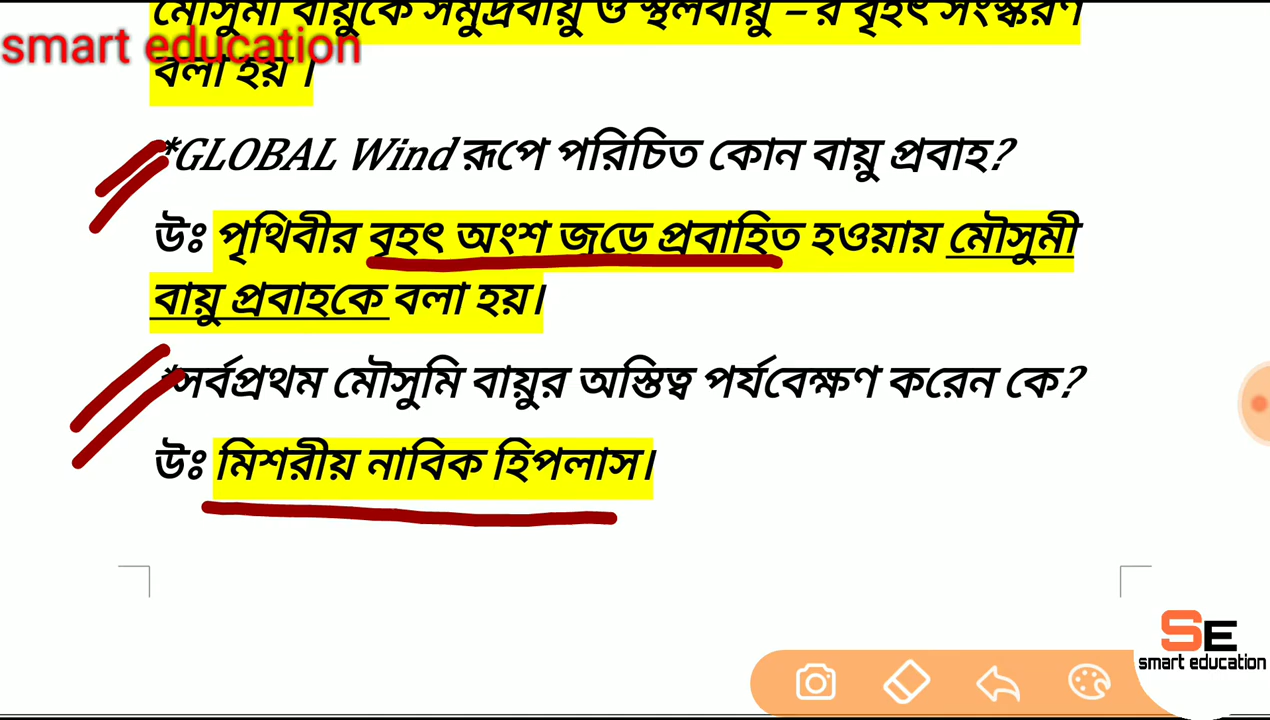 মৌসুমী বায়ুকে সমুদ্রবায়ু ও স্থলবায়ু – র বৃহৎ সংস্করণ
smart education
বলা হয় ।
*GLOBAL Wind রূপে পরিচিত কোন বায়ু প্রবাহ?
উঃ পৃথিবীর বৃহৎ অংশ জুড়ে প্রবাহিত হওয়ায় মৌসুমী
বায়ু প্রবাহকে বলা হয়।
*সর্বপ্রথম মৌসুমি বায়ুর অস্তিত্ব পর্যবেক্ষণ করেন কে?
উঃ মিশরীয় নাবিক হিপলাস।
SE
smart education